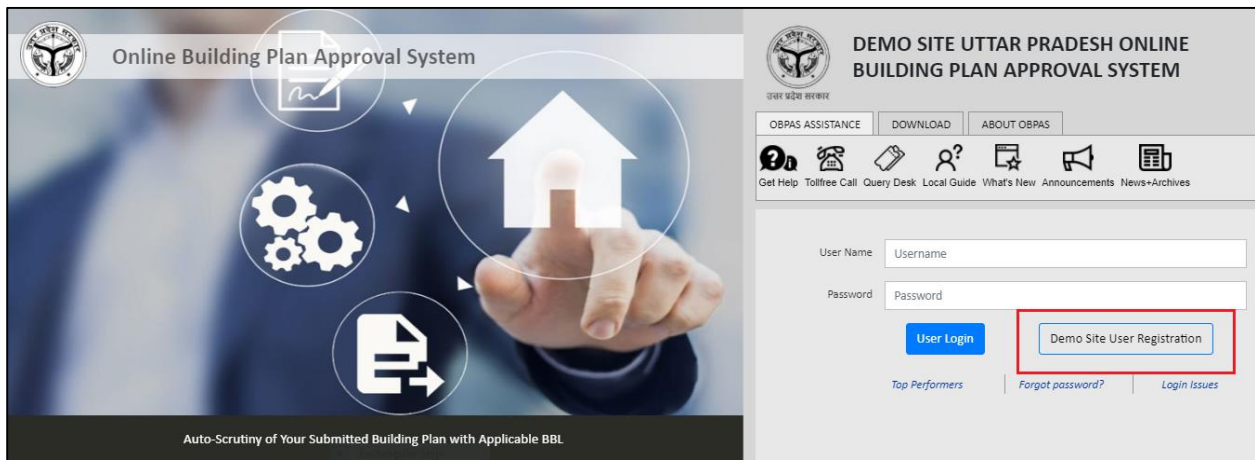 Online Building Plan Approval System
Auto-Scrutiny of Your Submitted Building Plan with Applicable BBL
उत्तर प्रदेश सरकार
DEMO SITE UTTAR PRADESH ONLINE
BUILDING PLAN APPROVAL SYSTEM
OBPAS ASSISTANCE DOWNLOAD ABOUT OBPAS
Get Help Tollfree Call Query Desk Local Guide What's New Announcements News+Archives
User Name Username
Password Password
User Login Demo Site User Registration
Top Performers Forgot password? Login Issues